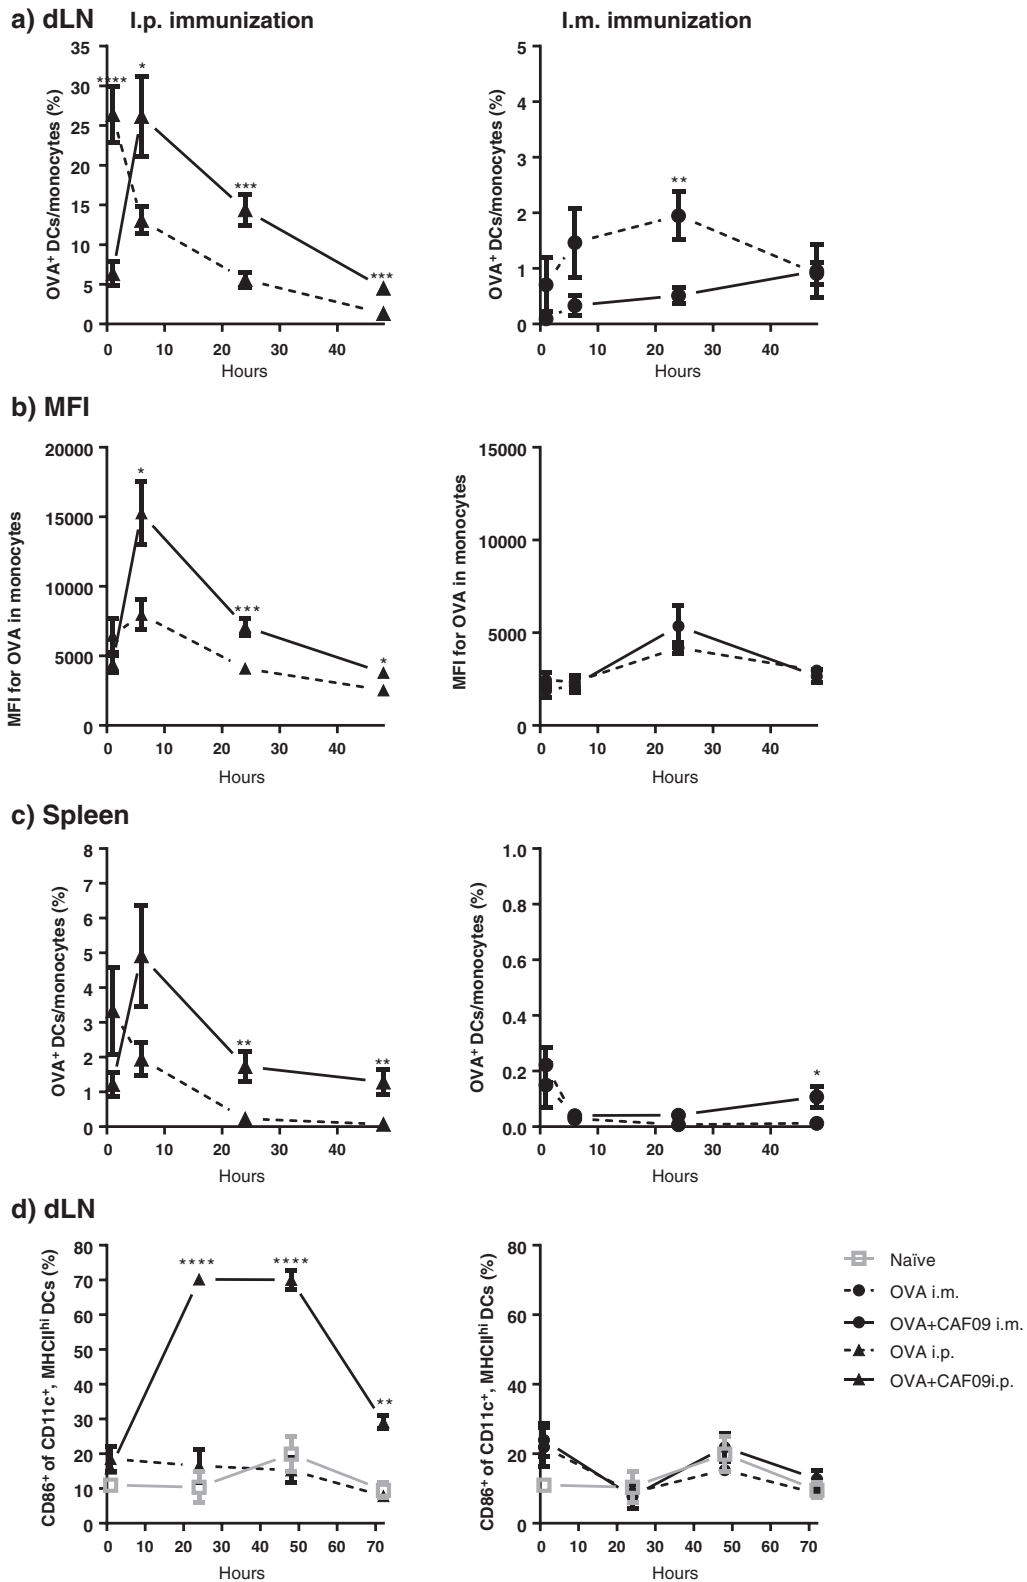 a) dLN I.p. immunization I.m. immunization
OVA⁺ DCs/monocytes (%)
35
30
25
20
15
10
5
0
**** * *** ***
0 10 20 30 40
Hours
OVA⁺ DCs/monocytes (%)
5
4
3
2
1
0
**
0 10 20 30 40
Hours
b) MFI
MFI for OVA in monocytes
20000
15000
10000
5000
0
* *** *
0 10 20 30 40
Hours
MFI for OVA in monocytes
15000
10000
5000
0
0 10 20 30 40
Hours
c) Spleen
OVA⁺ DCs/monocytes (%)
8
7
6
5
4
3
2
1
0
** **
0 10 20 30 40
Hours
OVA⁺ DCs/monocytes (%)
1.0
0.8
0.6
0.4
0.2
0.0
*
0 10 20 30 40
Hours
d) dLN
CD86⁺ of CD11c⁺, MHCIIʰⁱ DCs (%)
80
70
60
50
40
30
20
10
0
**** **** **
0 10 20 30 40 50 60 70
Hours
CD86⁺ of CD11c⁺, MHCIIʰⁱ DCs (%)
80
60
40
20
0
0 10 20 30 40 50 60 70
Hours
Naïve
OVA i.m.
OVA+CAF09 i.m.
OVA i.p.
OVA+CAF09i.p.